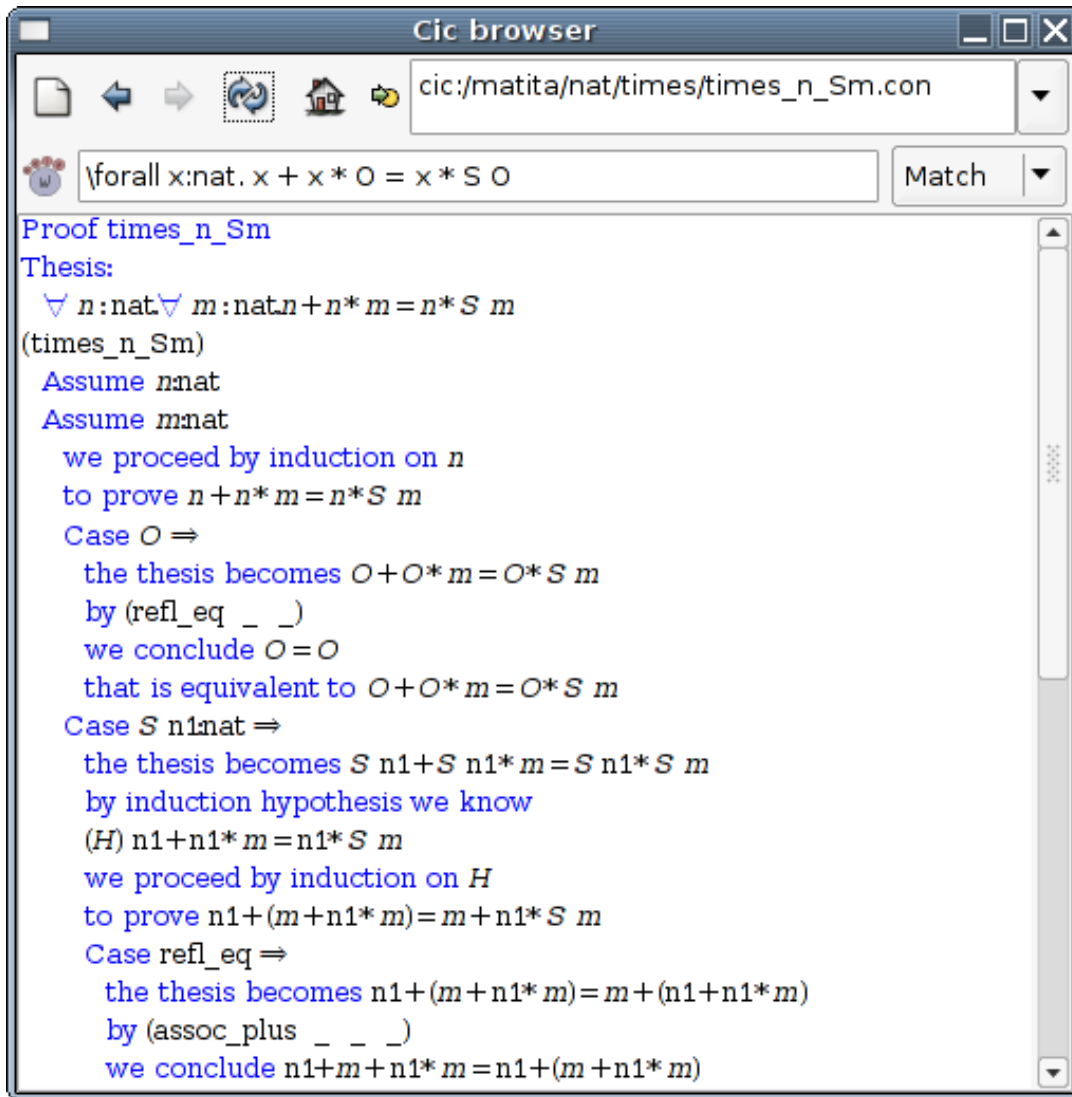 Cic browser
cic:/matita/nat/times/times_n_Sm.con
\forall x:nat. x + x * O = x * S O
Match
Proof times_n_Sm
Thesis:
∀ n:nat.∀ m:nat.n+n*m=n*S m
(times_n_Sm)
Assume n:nat
Assume m:nat
we proceed by induction on n
to prove n+n*m=n*S m
Case O ⇒
the thesis becomes O+O*m=O*S m
by (refl_eq _ _)
we conclude O=O
that is equivalent to O+O*m=O*S m
Case S n1:nat ⇒
the thesis becomes S n1+S n1*m=S n1*S m
by induction hypothesis we know
(H) n1+n1*m=n1*S m
we proceed by induction on H
to prove n1+(m+n1*m)=m+n1*S m
Case refl_eq ⇒
the thesis becomes n1+(m+n1*m)=m+(n1+n1*m)
by (assoc_plus _ _ _)
we conclude n1+m+n1*m=n1+(m+n1*m)